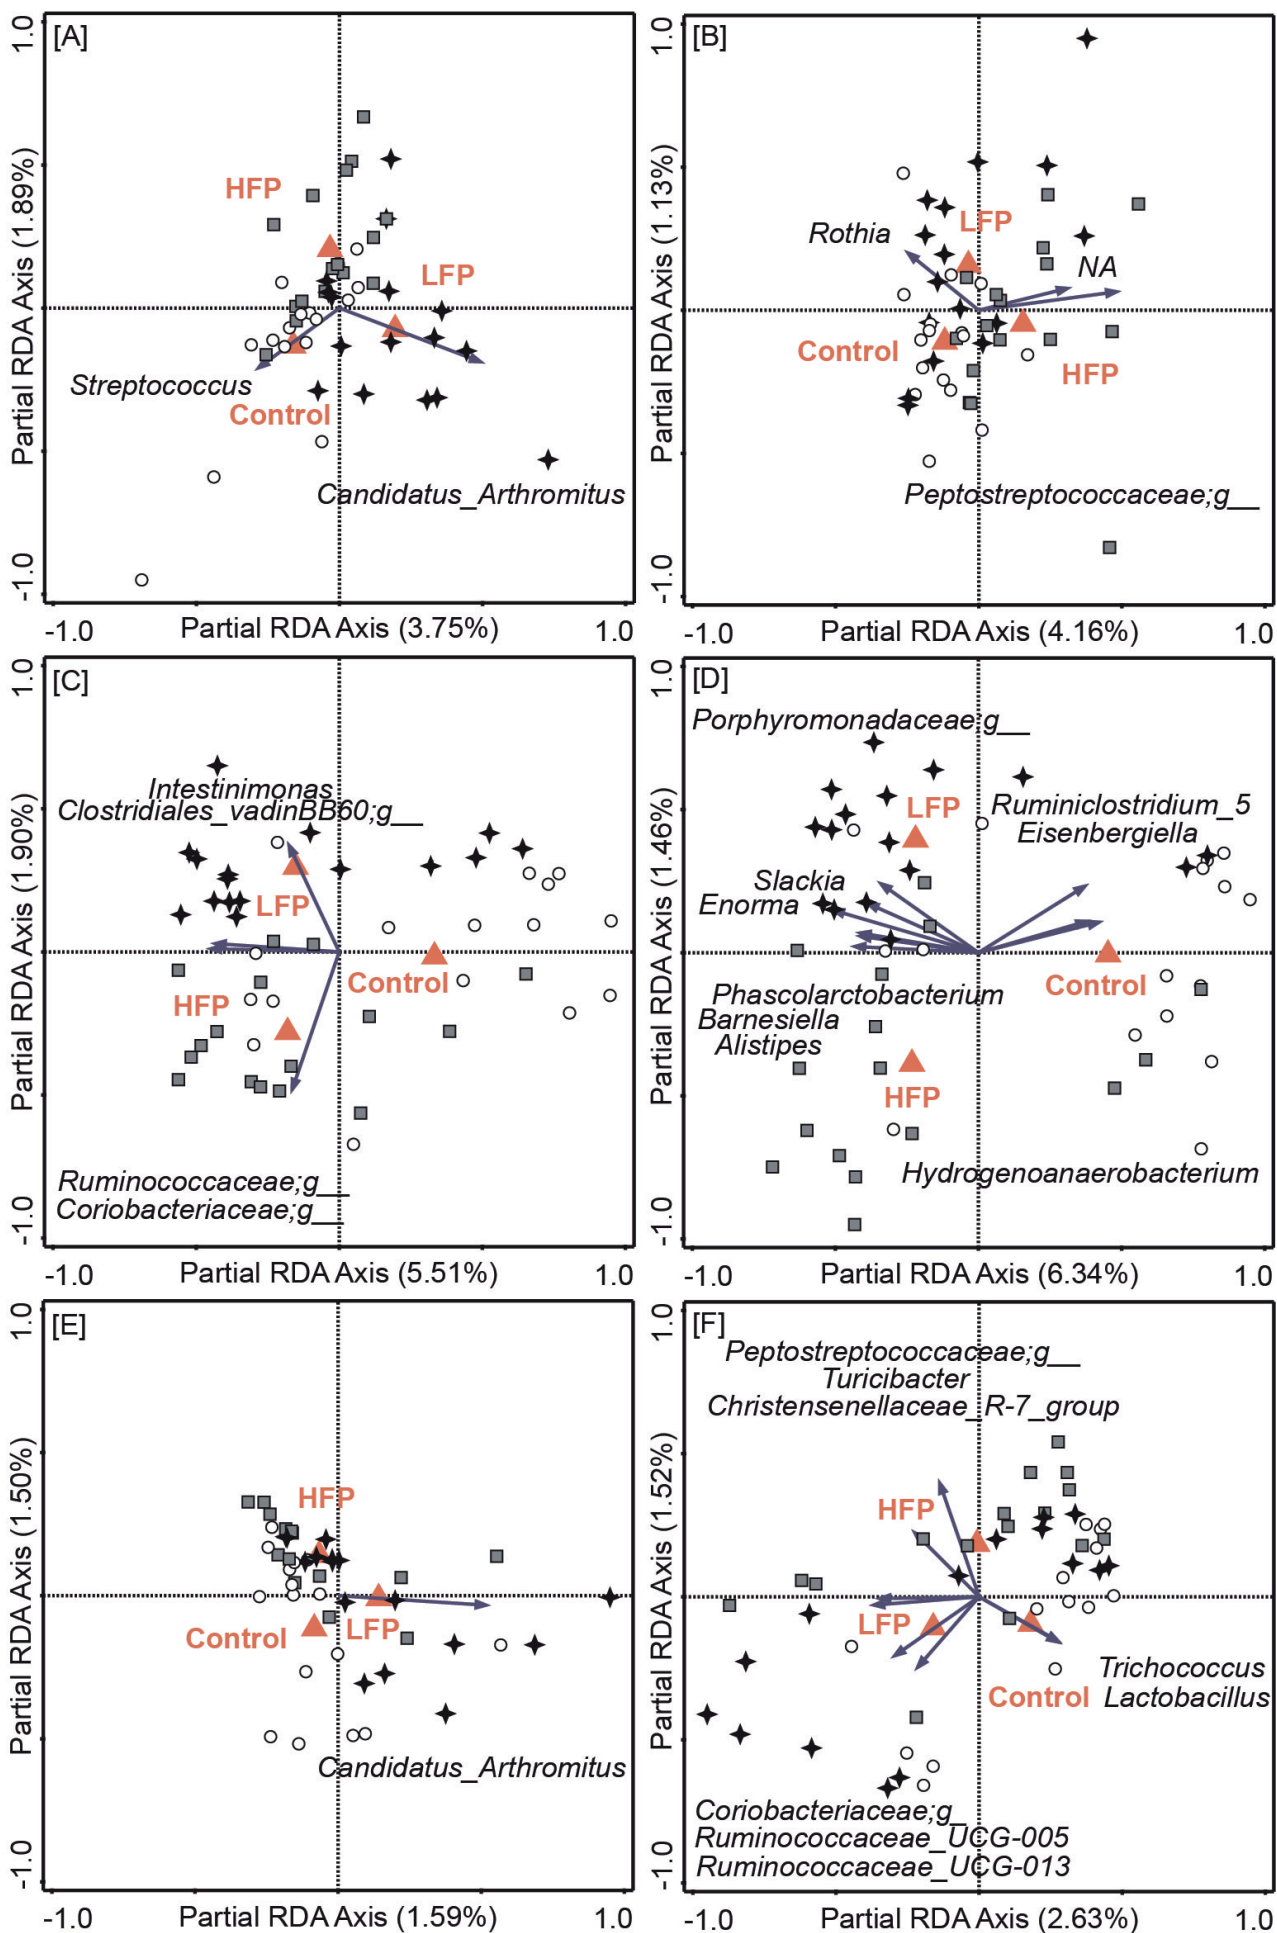 [A]
1.0
HFP
LFP
Partial RDA Axis (1.89%)
Streptococcus
Control
Candidatus_Arthromitus
-1.0
-1.0
Partial RDA Axis (3.75%)
1.0
[B]
1.0
Rothia
LFP
NA
Partial RDA Axis (1.13%)
Control
HFP
Peptostreptococcaceae;g__
-1.0
-1.0
Partial RDA Axis (4.16%)
1.0
[C]
1.0
Intestinimonas
Clostridiales_vadinBB60;g__
LFP
Partial RDA Axis (1.90%)
Control
HFP
Ruminococcaceae;g__
Coriobacteriaceae;g__
-1.0
-1.0
Partial RDA Axis (5.51%)
1.0
[D]
1.0
Porphyromonadaceae;g__
LFP
Ruminiclostridium_5
Eisenbergiella
Slackia
Enorma
Partial RDA Axis (1.46%)
Control
Phascolarctobacterium
Barnesiella
Alistipes
HFP
Hydrogenoanaerobacterium
-1.0
-1.0
Partial RDA Axis (6.34%)
1.0
[E]
1.0
HFP
Partial RDA Axis (1.50%)
Control
LFP
Candidatus_Arthromitus
-1.0
-1.0
Partial RDA Axis (1.59%)
1.0
[F]
1.0
Peptostreptococcaceae;g__
Turicibacter
Christensenellaceae_R-7_group
HFP
Partial RDA Axis (1.52%)
LFP
Trichococcus
Control
Lactobacillus
Coriobacteriaceae;g_
Ruminococcaceae_UCG-005
Ruminococcaceae_UCG-013
-1.0
-1.0
Partial RDA Axis (2.63%)
1.0